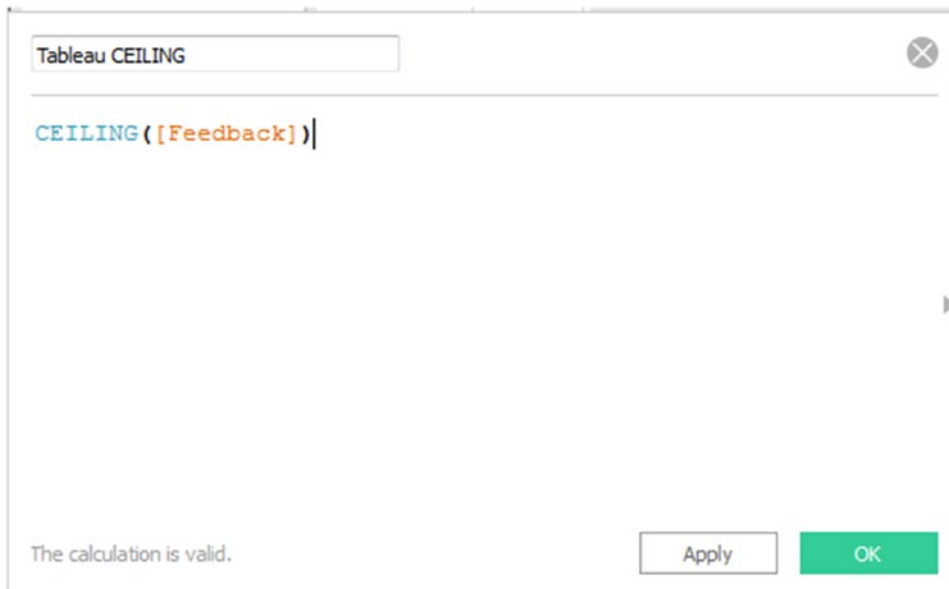 Tableau CEILING
CEILING([Feedback])
The calculation is valid.
Apply
OK